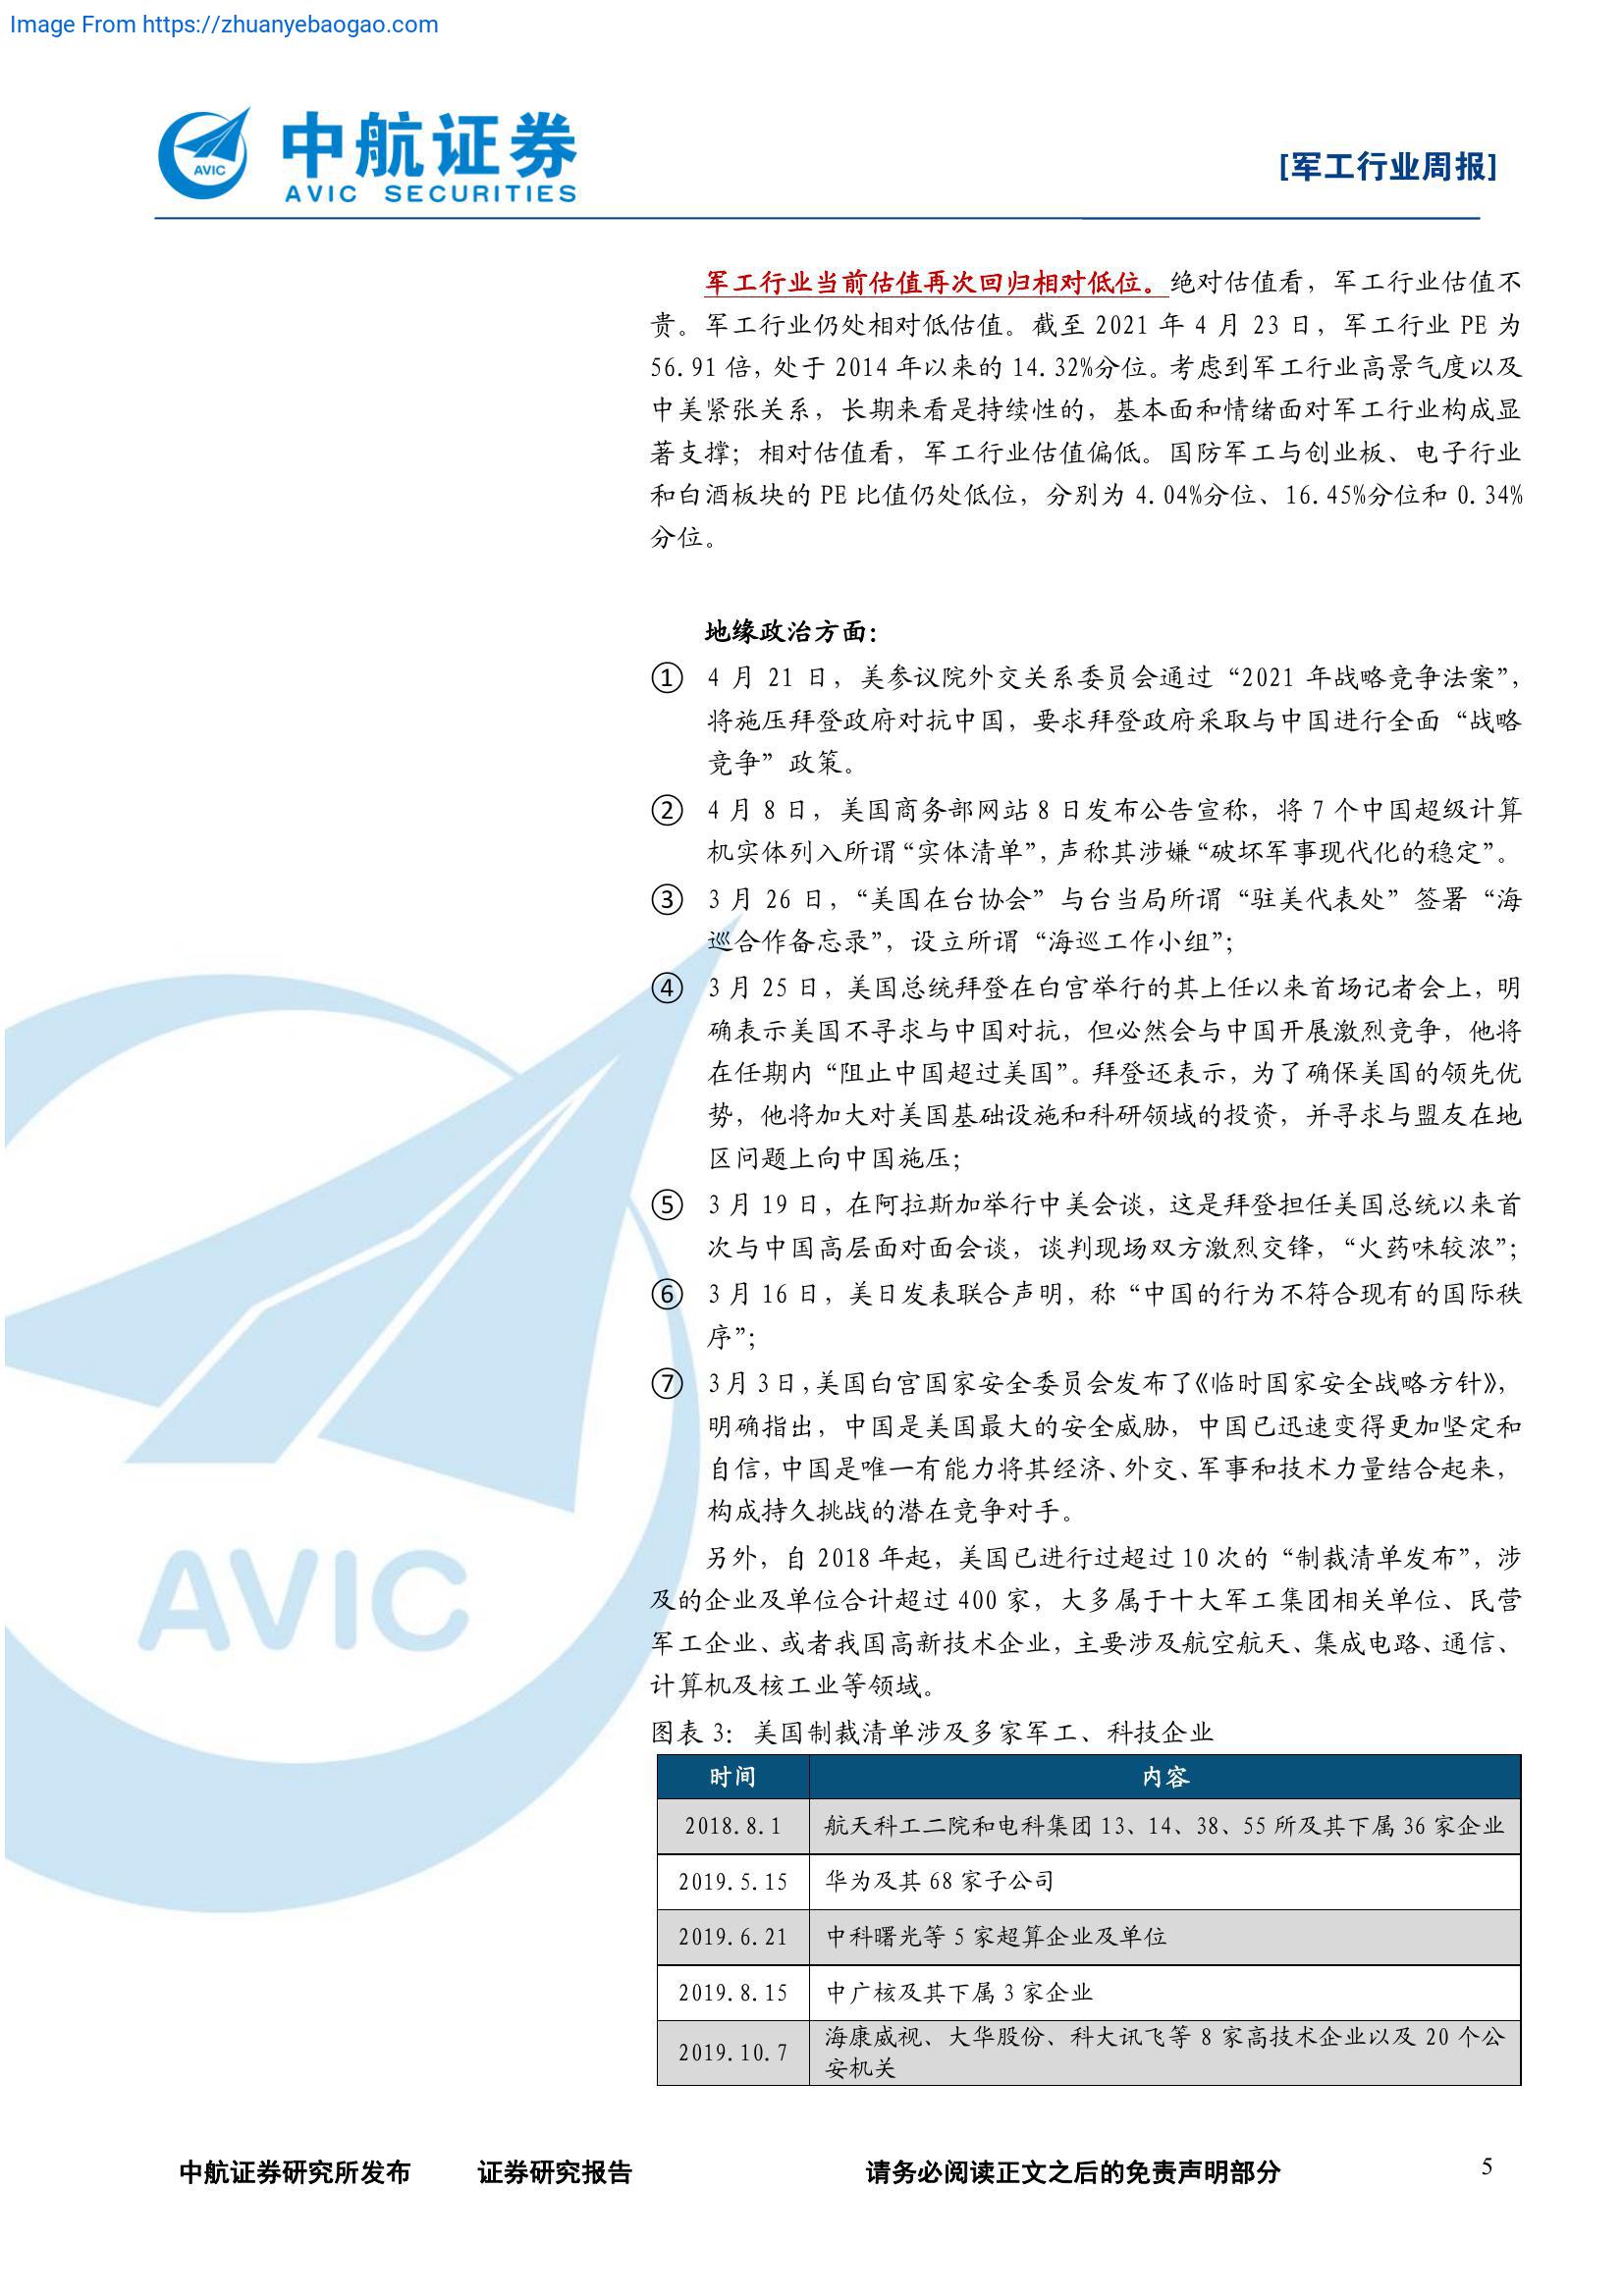 Image From https://zhuanyebaogao.com
AVIC
中航证券
AVIC SECURITIES
[军工行业周报]
军工行业当前估值再次回归相对低位。绝对估值看，军工行业估值不
贵。军工行业仍处相对低估值。截至 2021 年 4 月 23 日，军工行业 PE 为
56.91 倍，处于 2014 年以来的 14.32%分位。考虑到军工行业高景气度以及
中美紧张关系，长期来看是持续性的，基本面和情绪面对军工行业构成显
著支撑；相对估值看，军工行业估值偏低。国防军工与创业板、电子行业
和白酒板块的 PE 比值仍处低位，分别为 4.04%分位、16.45%分位和 0.34%
分位。
地缘政治方面：
① 4 月 21 日，美参议院外交关系委员会通过“2021 年战略竞争法案”，
将施压拜登政府对抗中国，要求拜登政府采取与中国进行全面“战略
竞争”政策。
② 4 月 8 日，美国商务部网站 8 日发布公告宣称，将 7 个中国超级计算
机实体列入所谓“实体清单”，声称其涉嫌“破坏军事现代化的稳定”。
③ 3 月 26 日，“美国在台协会”与台当局所谓“驻美代表处”签署“海
巡合作备忘录”，设立所谓“海巡工作小组”；
④ 3 月 25 日，美国总统拜登在白宫举行的其上任以来首场记者会上，明
确表示美国不寻求与中国对抗，但必然会与中国开展激烈竞争，他将
在任期内“阻止中国超过美国”。拜登还表示，为了确保美国的领先优
势，他将加大对美国基础设施和科研领域的投资，并寻求与盟友在地
区问题上向中国施压；
⑤ 3 月 19 日，在阿拉斯加举行中美会谈，这是拜登担任美国总统以来首
次与中国高层面对面会谈，谈判现场双方激烈交锋，“火药味较浓”；
⑥ 3 月 16 日，美日发表联合声明，称“中国的行为不符合现有的国际秩
序”；
⑦ 3 月 3 日，美国白宫国家安全委员会发布了《临时国家安全战略方针》，
明确指出，中国是美国最大的安全威胁，中国已迅速变得更加坚定和
自信，中国是唯一有能力将其经济、外交、军事和技术力量结合起来，
构成持久挑战的潜在竞争对手。
另外，自 2018 年起，美国已进行过超过 10 次的“制裁清单发布”，涉
及的企业及单位合计超过 400 家，大多属于十大军工集团相关单位、民营
军工企业、或者我国高新技术企业，主要涉及航空航天、集成电路、通信、
计算机及核工业等领域。
AVIC
图表 3：美国制裁清单涉及多家军工、科技企业
时间 内容
2018.8.1 航天科工二院和电科集团 13、14、38、55 所及其下属 36 家企业
2019.5.15 华为及其 68 家子公司
2019.6.21 中科曙光等 5 家超算企业及单位
2019.8.15 中广核及其下属 3 家企业
2019.10.7 海康威视、大华股份、科大讯飞等 8 家高技术企业以及 20 个公
安机关
中航证券研究所发布 证券研究报告 请务必阅读正文之后的免责声明部分 5